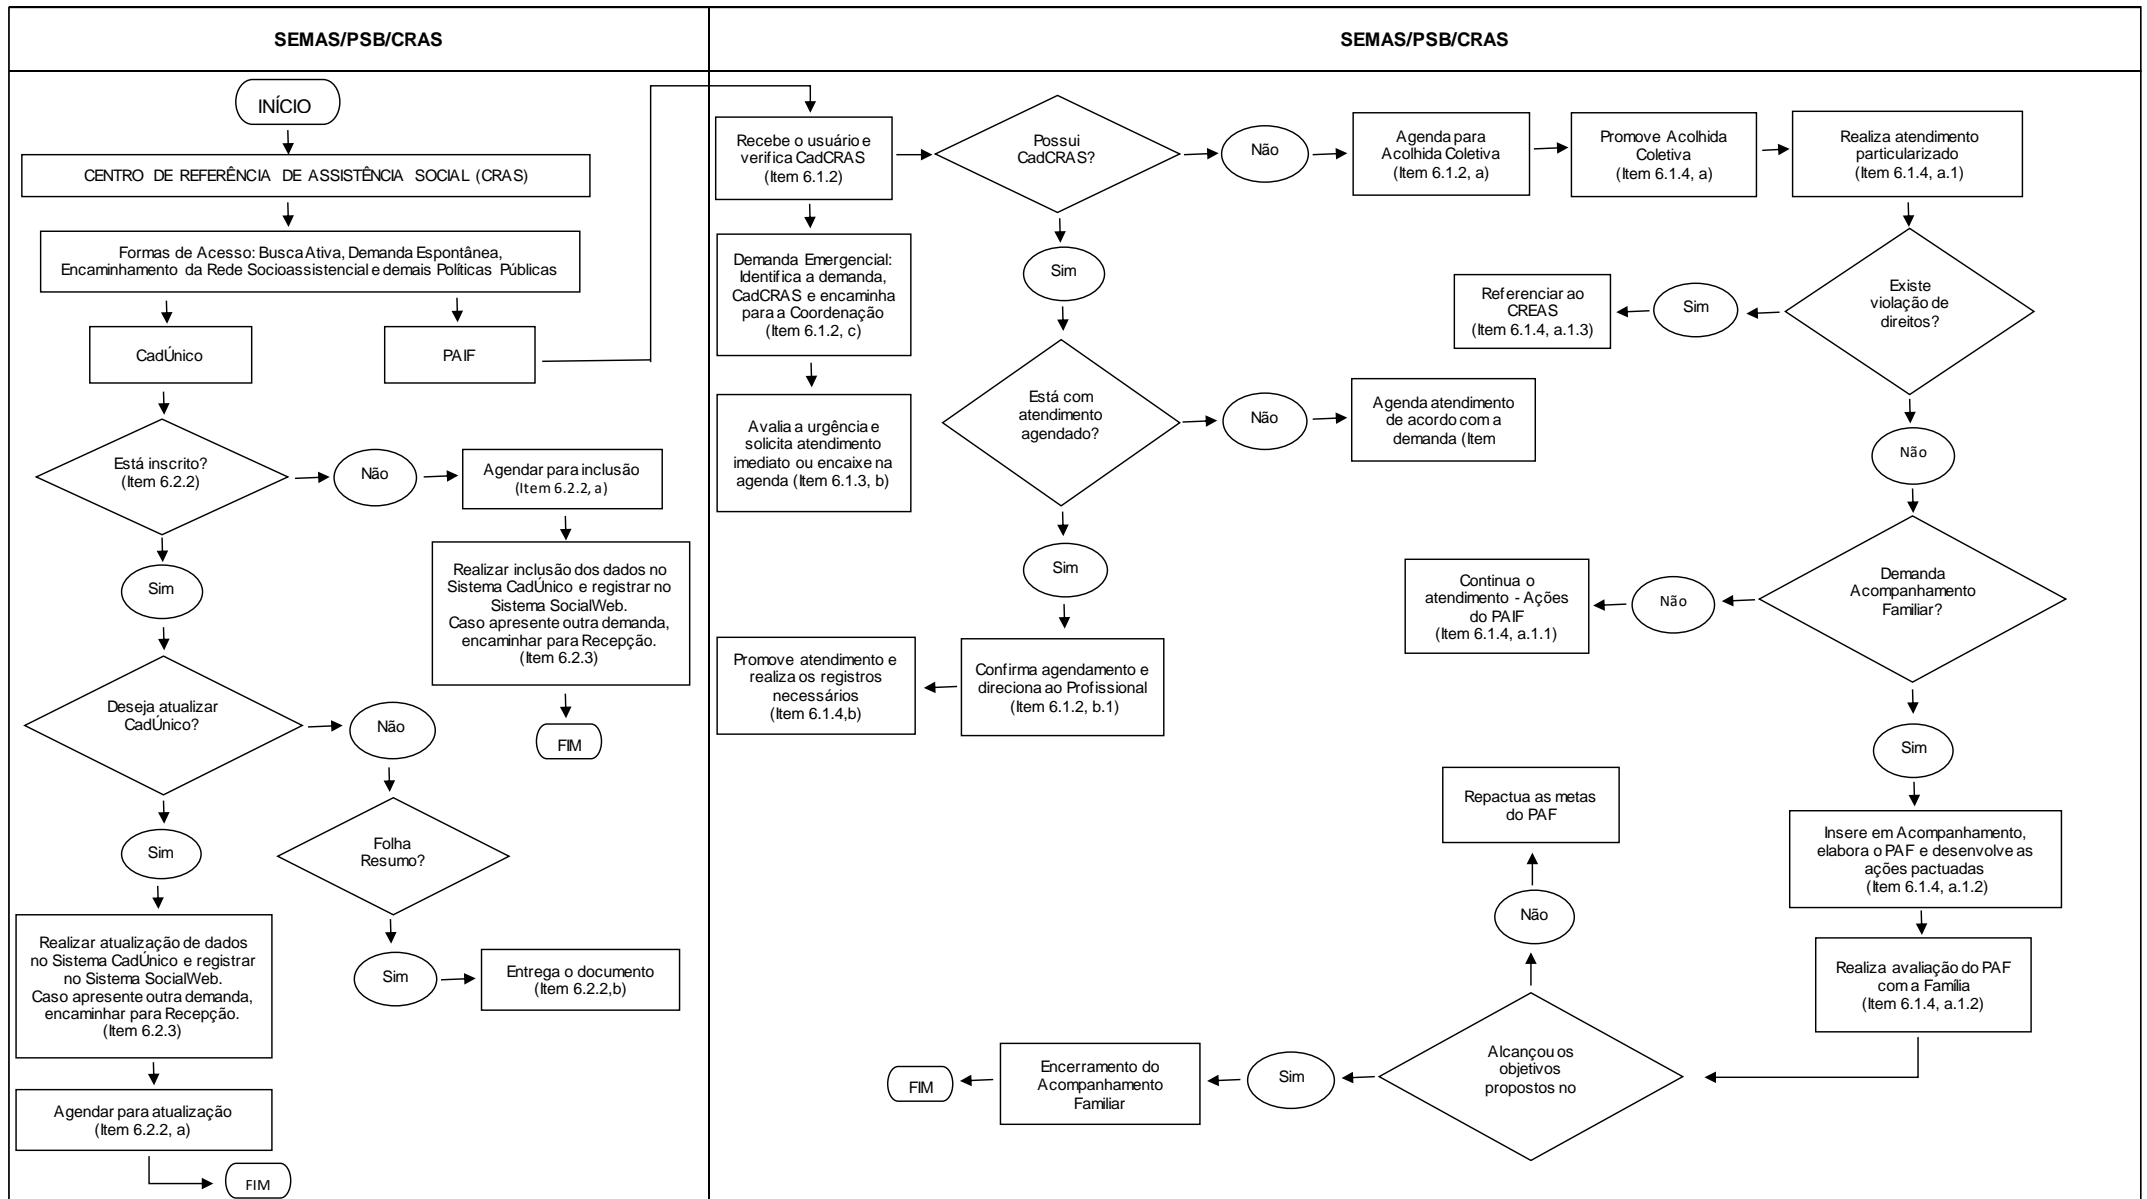 SEMAS/PSB/CRAS
INÍCIO
CENTRO DE REFERÊNCIA DE ASSISTÊNCIA SOCIAL (CRAS)
Formas de Acesso: Busca Ativa, Demanda Espontânea,
Encaminhamento da Rede Socioassistencial e demais Políticas Públicas
CadÚnico
PAIF
Está inscrito?
(Item 6.2.2)
Não
Agendar para inclusão
(Item 6.2.2, a)
Realizar inclusão dos dados no
Sistema CadÚnico e registrar no
Sistema SocialWeb.
Caso apresente outra demanda,
encaminhar para Recepção.
(Item 6.2.3)
FIM
Sim
Deseja atualizar
CadÚnico?
Não
Folha
Resumo?
Sim
Entrega o documento
(Item 6.2.2,b)
Sim
Realizar atualização de dados
no Sistema CadÚnico e registrar
no Sistema SocialWeb.
Caso apresente outra demanda,
encaminhar para Recepção.
(Item 6.2.3)
Agendar para atualização
(Item 6.2.2, a)
FIM
SEMAS/PSB/CRAS
Recebe o usuário e
verifica CadCRAS
(Item 6.1.2)
Demanda Emergencial:
Identifica a demanda,
CadCRAS e encaminha
para a Coordenação
(Item 6.1.2, c)
Avalia a urgência e
solicita atendimento
imediato ou encaixe na
agenda (Item 6.1.3, b)
Possui
CadCRAS?
Não
Agenda para
Acolhida Coletiva
(Item 6.1.2, a)
Promove Acolhida
Coletiva
(Item 6.1.4, a)
Realiza atendimento
particularizado
(Item 6.1.4, a.1)
Sim
Está com
atendimento
agendado?
Não
Agenda atendimento
de acordo com a
demanda (Item
Sim
Confirma agendamento e
direciona ao Profissional
(Item 6.1.2, b.1)
Promove atendimento e
realiza os registros
necessários
(Item 6.1.4,b)
Existe
violação de
direitos?
Sim
Referenciar ao
CREAS
(Item 6.1.4, a.1.3)
Não
Demanda
Acompanhamento
Familiar?
Não
Continua o
atendimento - Ações
do PAIF
(Item 6.1.4, a.1.1)
Sim
Insere em Acompanhamento,
elabora o PAF e desenvolve as
ações pactuadas
(Item 6.1.4, a.1.2)
Realiza avaliação do PAF
com a Família
(Item 6.1.4, a.1.2)
Alcançou os
objetivos
propostos no
Não
Repactua as metas
do PAF
Sim
Encerramento do
Acompanhamento
Familiar
FIM